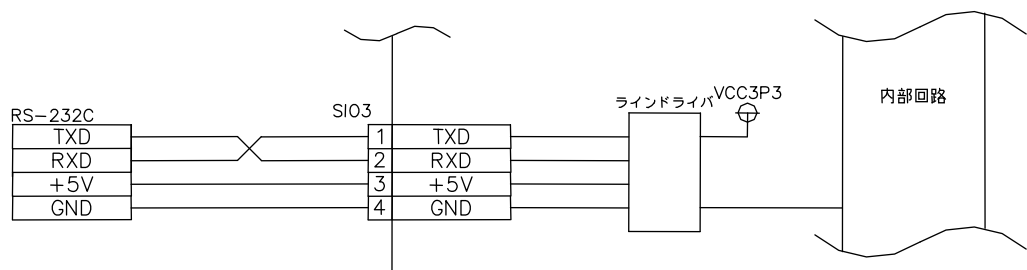 RS-232C
TXD
RXD
+5V
GND
SIO3
1 TXD
2 RXD
3 +5V
4 GND
ラインドライバ
VCC3P3
内部回路